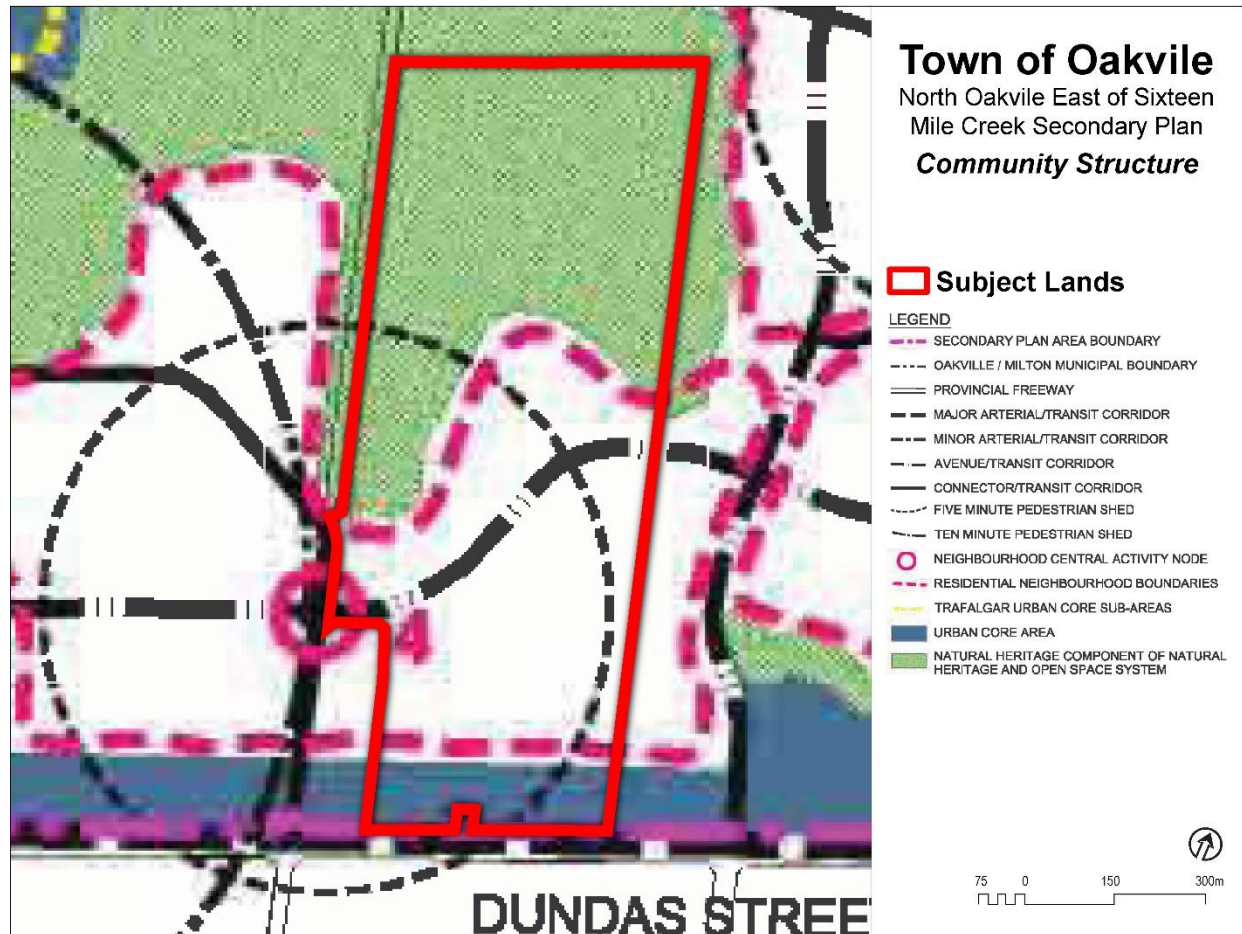 Town of Oakvile
North Oakvile East of Sixteen
Mile Creek Secondary Plan
Community Structure
Subject Lands
LEGEND
SECONDARY PLAN AREA BOUNDARY
OAKVILLE / MILTON MUNICIPAL BOUNDARY
PROVINCIAL FREEWAY
MAJOR ARTERIAL/TRANSIT CORRIDOR
MINOR ARTERIAL/TRANSIT CORRIDOR
AVENUE/TRANSIT CORRIDOR
CONNECTOR/TRANSIT CORRIDOR
FIVE MINUTE PEDESTRIAN SHED
TEN MINUTE PEDESTRIAN SHED
NEIGHBOURHOOD CENTRAL ACTIVITY NODE
RESIDENTIAL NEIGHBOURHOOD BOUNDARIES
TRAFALGAR URBAN CORE SUB-AREAS
URBAN CORE AREA
NATURAL HERITAGE COMPONENT OF NATURAL
HERITAGE AND OPEN SPACE SYSTEM
4
75 0 150 300m
DUNDAS STREE